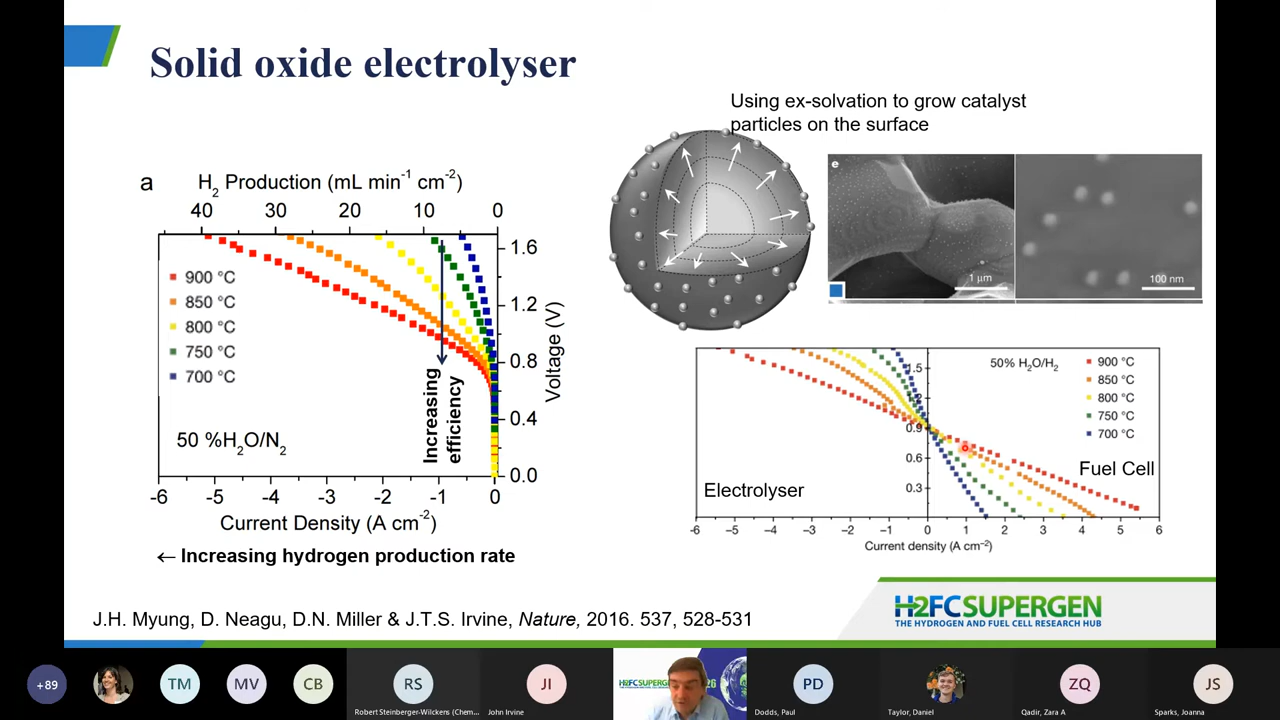 Solid oxide electrolyser
Using ex-solvation to grow catalyst
particles on the surface
a
H2 Production (mL min-1 cm-2)
40 30 20 10 0
900 °C
850 °C
800 °C
750 °C
700 °C
50 %H2O/N2
1.6
1.2
0.8
0.4
0.0
Voltage (V)
Increasing
efficiency
-6 -5 -4 -3 -2 -1 0
Current Density (A cm-2)
← Increasing hydrogen production rate
e
1 µm
100 nm
50% H2O/H2
900 °C
850 °C
800 °C
750 °C
700 °C
1.5
1.2
0.9
0.6
0.3
Electrolyser
Fuel Cell
-6 -5 -4 -3 -2 -1 0 1 2 3 4 5 6
Current density (A cm-2)
J.H. Myung, D. Neagu, D.N. Miller & J.T.S. Irvine, Nature, 2016. 537, 528-531
H2FCSUPERGEN
THE HYDROGEN AND FUEL CELL RESEARCH HUB
+89
TM
MV
CB
RS
Robert Steinberger-Wilckens (Chem...
JI
John Irvine
PD
Dodds, Paul
Taylor, Daniel
ZQ
Qadir, Zara A
JS
Sparks, Joanna